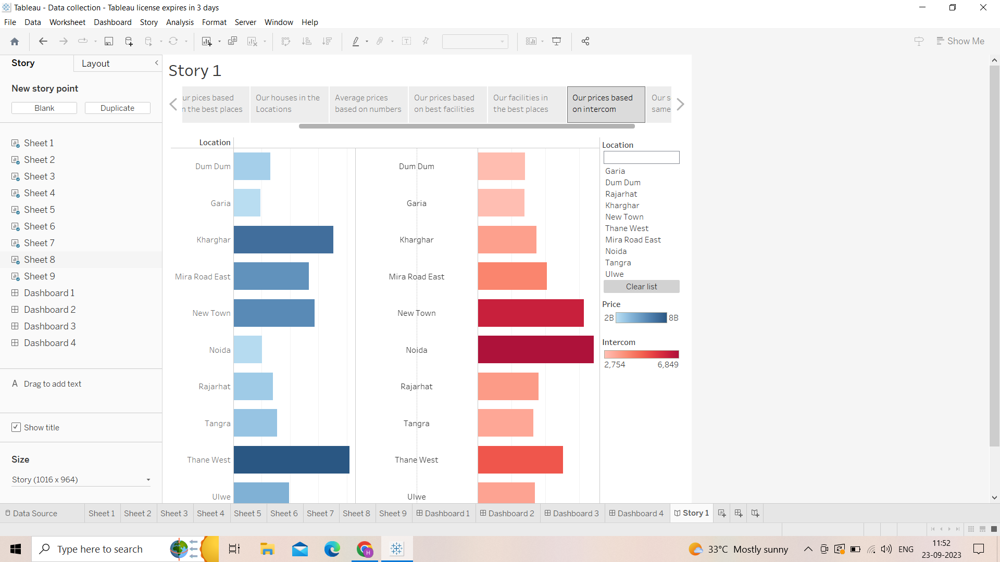 Tableau - Data collection - Tableau license expires in 3 days
File Data Worksheet Dashboard Story Analysis Format Server Window Help
Show Me
Story Layout
New story point
Blank Duplicate
Sheet 1
Sheet 2
Sheet 3
Sheet 4
Sheet 5
Sheet 6
Sheet 7
Sheet 8
Sheet 9
Dashboard 1
Dashboard 2
Dashboard 3
Dashboard 4
A Drag to add text
Show title
Size
Story (1016 x 964)
Story 1
ur pices based
n the best places
Our houses in the
Locations
Average prices
based on numbers
Our prices based
on best facilities
Our facilities in
the best places
Our prices based
on intercom
Our s
same
Location
Dum Dum Dum Dum
Garia Garia
Kharghar Kharghar
Mira Road East Mira Road East
New Town New Town
Noida Noida
Rajarhat Rajarhat
Tangra Tangra
Thane West Thane West
Ulwe Ulwe
Location
Garia
Dum Dum
Rajarhat
Kharghar
New Town
Thane West
Mira Road East
Noida
Tangra
Ulwe
Clear list
Price
2B 8B
Intercom
2,754 6,849
Data Source Sheet 1 Sheet 2 Sheet 3 Sheet 4 Sheet 5 Sheet 6 Sheet 7 Sheet 8 Sheet 9 Dashboard 1 Dashboard 2 Dashboard 3 Dashboard 4 Story 1
Type here to search
33°C Mostly sunny
ENG
11:52
23-09-2023